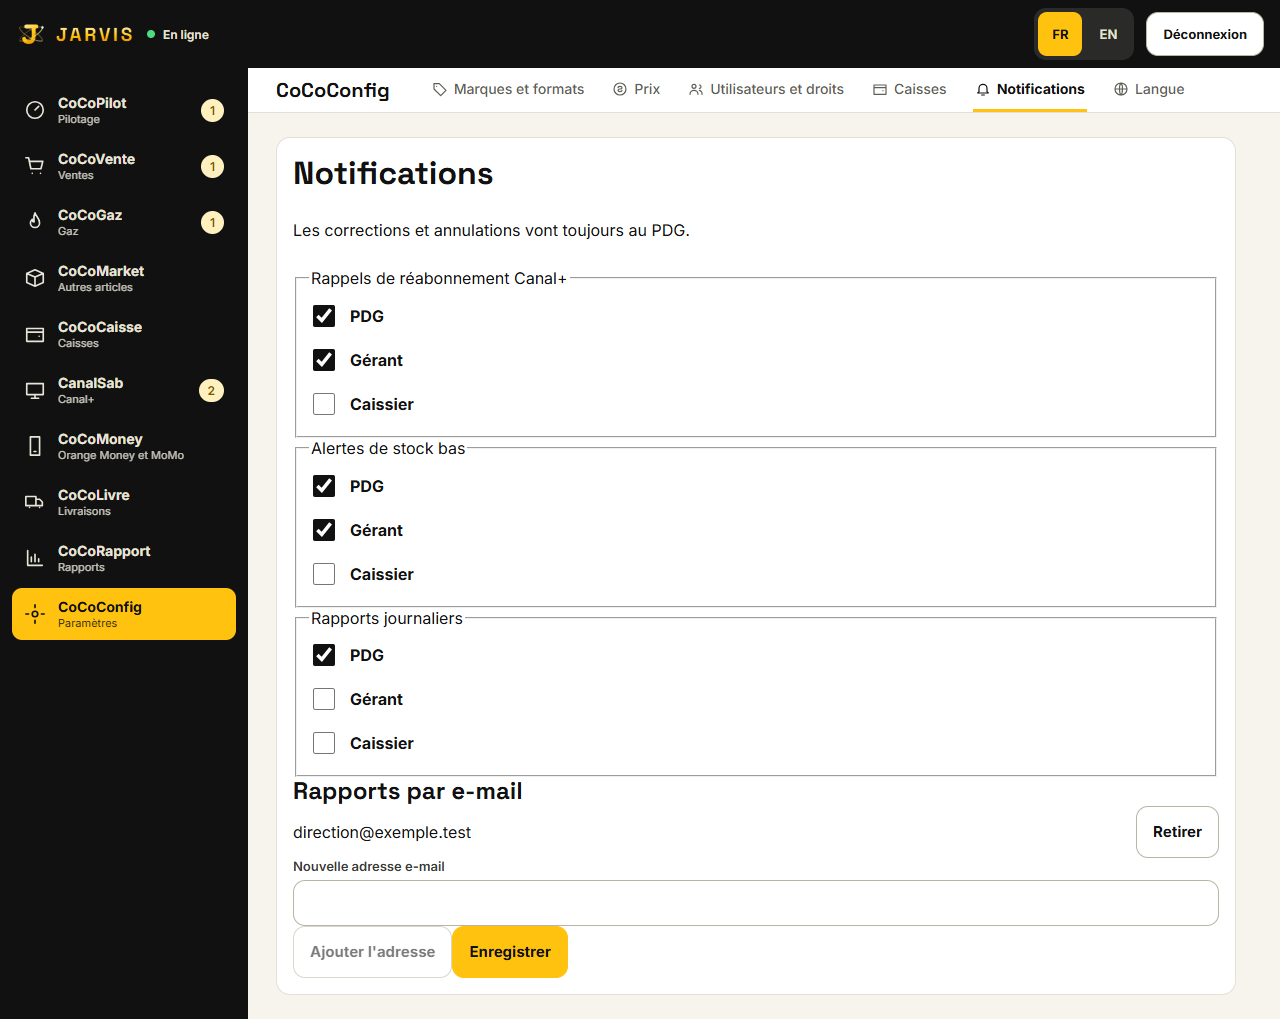 JARVIS
En ligne
FR
EN
Déconnexion
CoCoPilot
Pilotage
1
CoCoVente
Ventes
1
CoCoGaz
Gaz
1
CoCoMarket
Autres articles
CoCoCaisse
Caisses
CanalSab
Canal+
2
CoCoMoney
Orange Money et MoMo
CoCoLivre
Livraisons
CoCoRapport
Rapports
CoCoConfig
Paramètres
CoCoConfig
Marques et formats
Prix
Utilisateurs et droits
Caisses
Notifications
Langue
Notifications
Les corrections et annulations vont toujours au PDG.
Rappels de réabonnement Canal+
PDG
Gérant
Caissier
Alertes de stock bas
PDG
Gérant
Caissier
Rapports journaliers
PDG
Gérant
Caissier
Rapports par e-mail
direction@exemple.test
Retirer
Nouvelle adresse e-mail
Ajouter l'adresse
Enregistrer